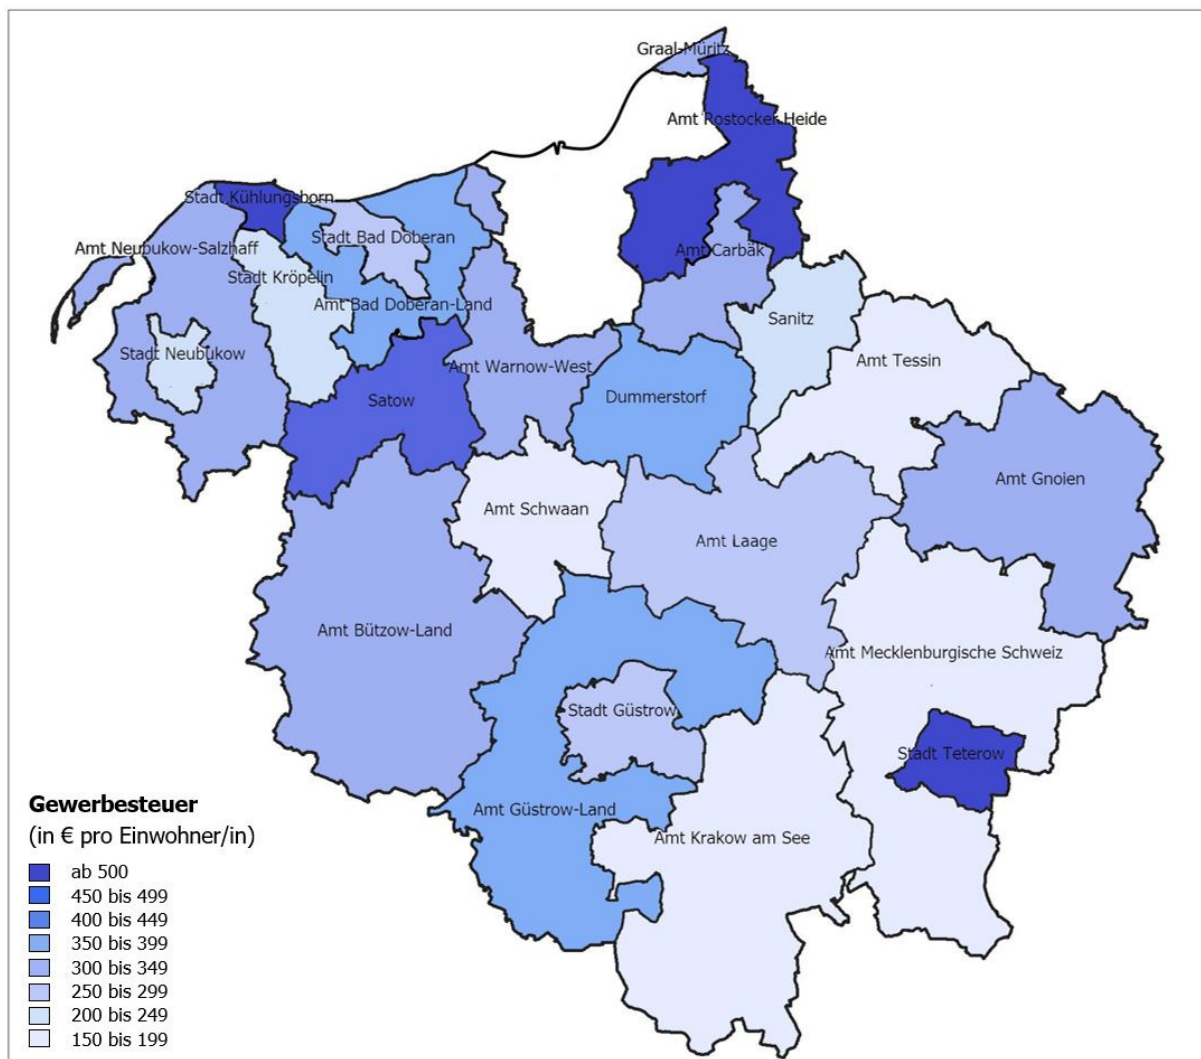 Graal-Müritz
Amt Rostocker Heide
Stadt Kühlungsborn
Stadt Bad Doberan
Amt Neubukow-Salzhaff
Amt Carbäk
Stadt Kröpelin
Amt Bad Doberan-Land
Sanitz
Stadt Neubukow
Amt Warnow-West
Amt Tessin
Satow
Dummerstorf
Amt Gnoien
Amt Schwaan
Amt Laage
Amt Bützow-Land
Amt Mecklenburgische Schweiz
Stadt Güstrow
Stadt Teterow
Amt Güstrow-Land
Amt Krakow am See
Gewerbesteuer
(in € pro Einwohner/in)
ab 500
450 bis 499
400 bis 449
350 bis 399
300 bis 349
250 bis 299
200 bis 249
150 bis 199